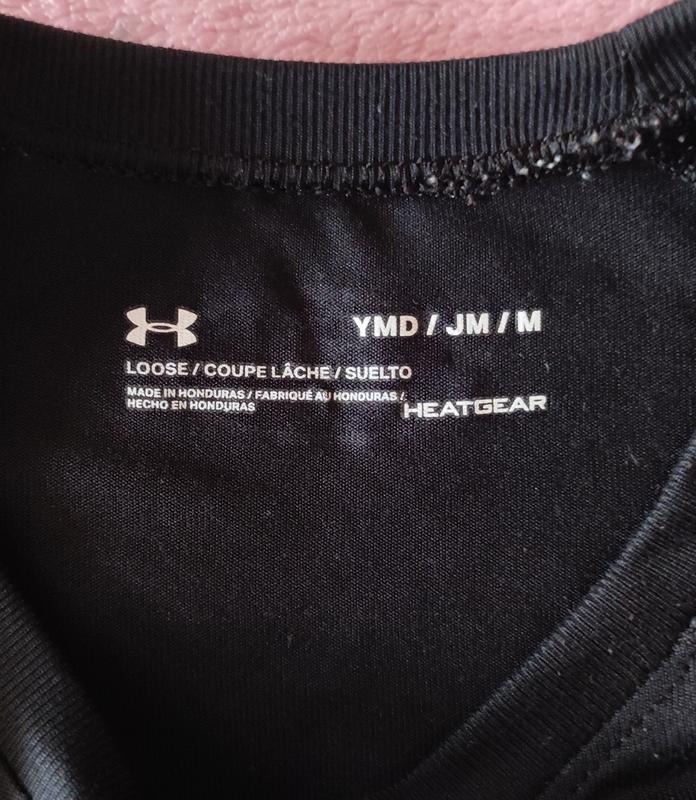 YMD / JM / M
LOOSE / COUPE LÂCHE / SUELTO
MADE IN HONDURAS / FABRIQUÉ AU HONDURAS /
HECHO EN HONDURAS
HEATGEAR